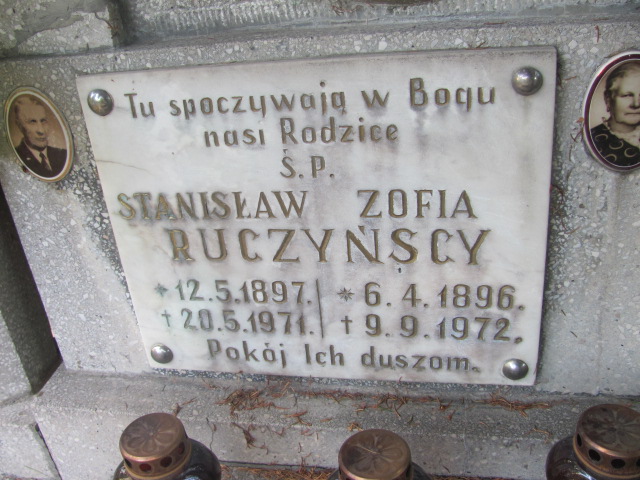 Tu spoczywają w Bogu
nasi Rodzice
Ś.P.
STANISŁAW ZOFIA
RUCZYŃSCY
* 12.5.1897. | * 6.4.1896.
† 20.5.1971. | † 9.9.1972.
Pokój Ich duszom.